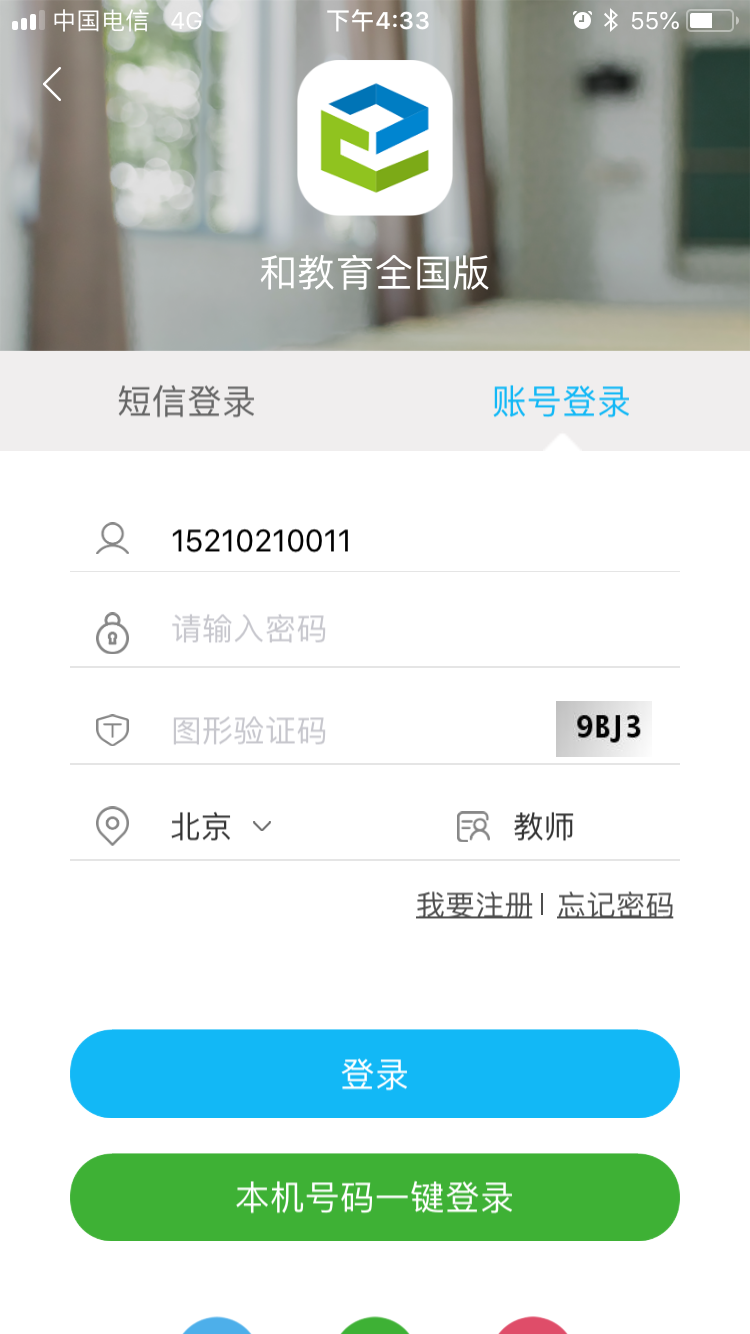 中国电信 4G 下午4:33 55%
和教育全国版
短信登录 账号登录
15210210011
请输入密码
图形验证码 9BJ3
北京 教师
我要注册 | 忘记密码
登录
本机号码一键登录